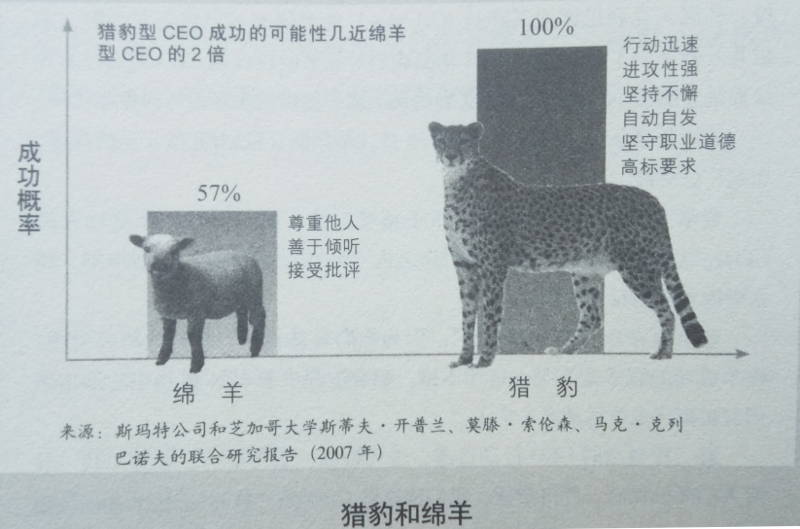 猎豹型 CEO 成功的可能性几近绵羊
型 CEO 的 2 倍
100%
行动迅速
进攻性强
坚持不懈
自动自发
坚守职业道德
高标要求
成功概率
57%
尊重他人
善于倾听
接受批评
绵 羊
猎 豹
来源：斯玛特公司和芝加哥大学斯蒂夫·开普兰、莫滕·索伦森、马克·克列
巴诺夫的联合研究报告（2007 年）
猎豹和绵羊